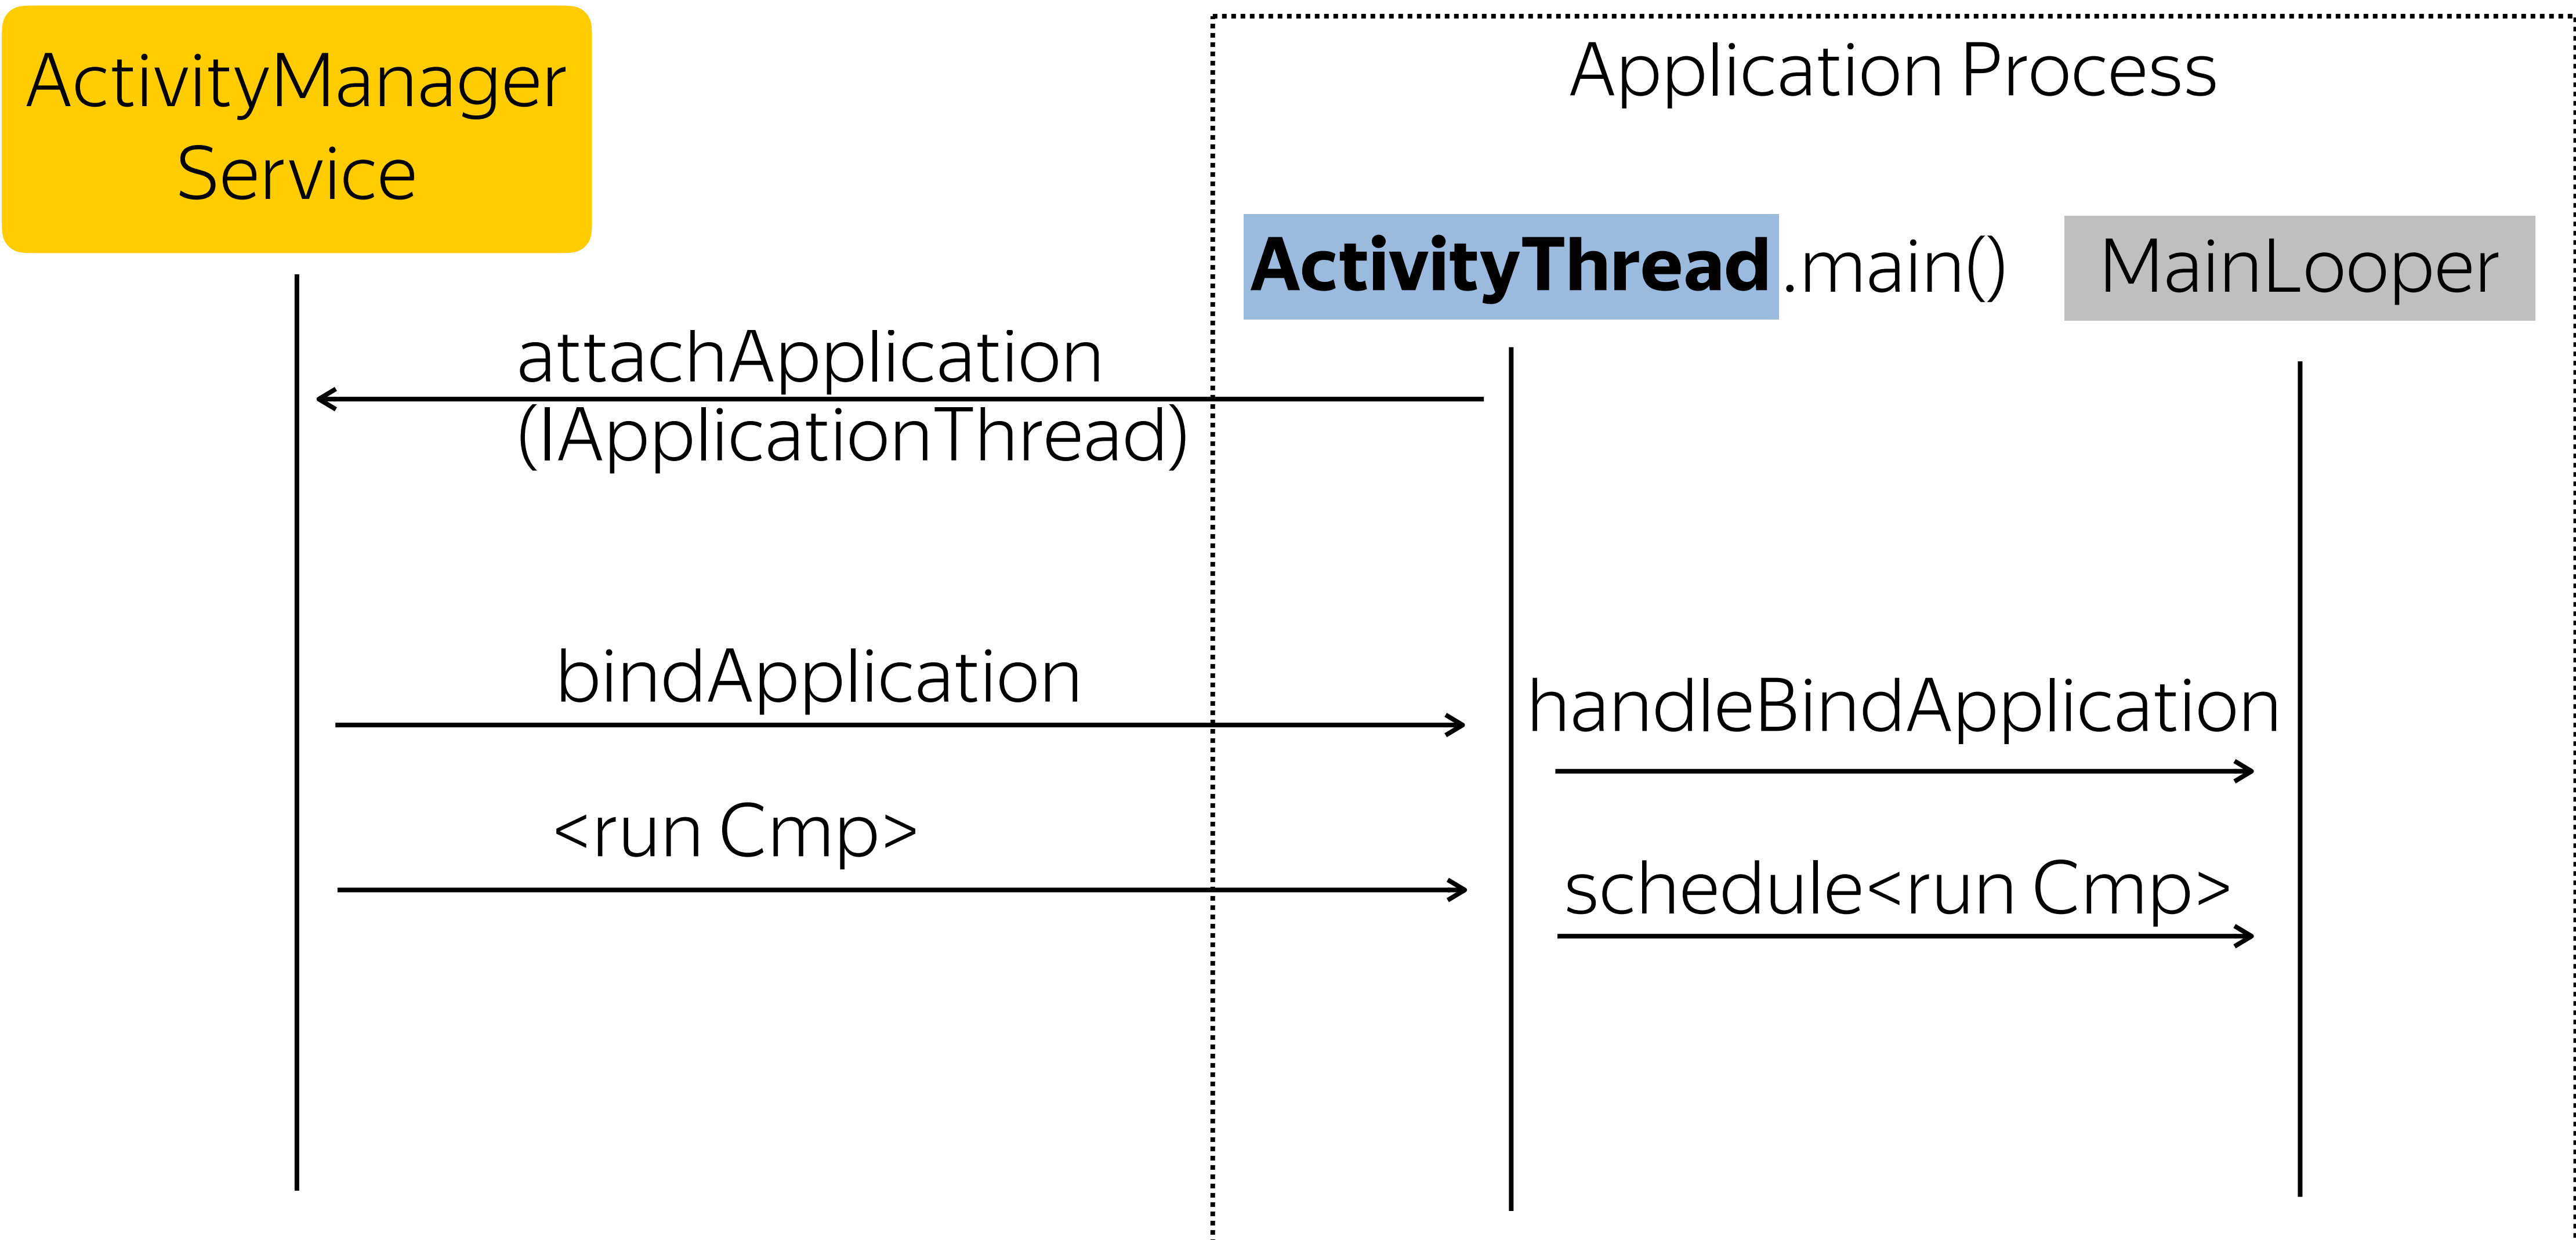 ActivityManager
Service
Application Process
ActivityThread.main()
MainLooper
attachApplication
(IApplicationThread)
bindApplication
handleBindApplication
<run Cmp>
schedule<run Cmp>